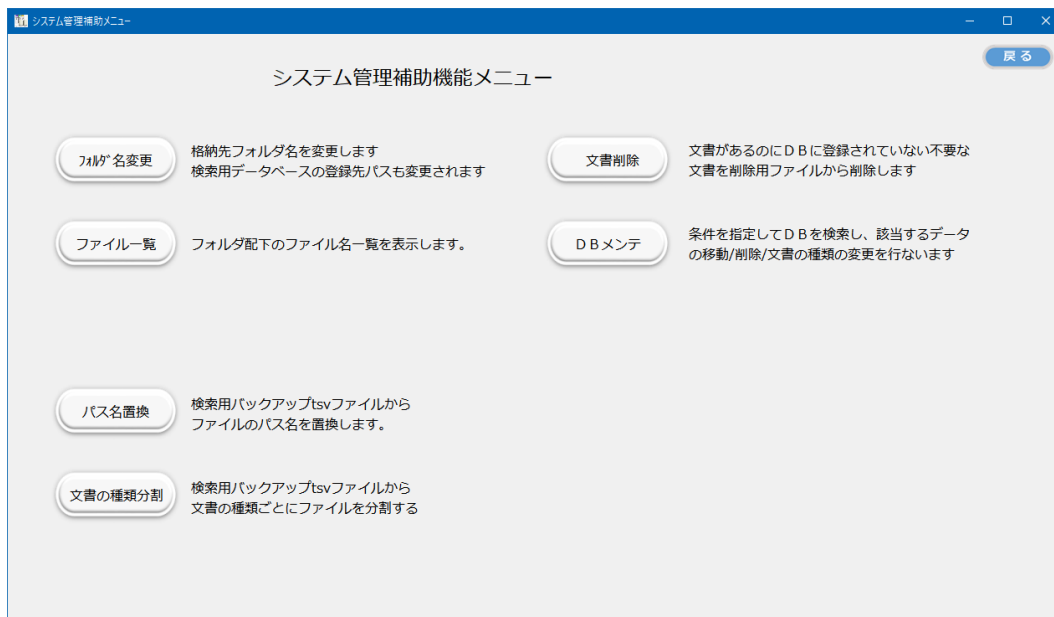 システム管理補助メニュー
戻る
システム管理補助機能メニュー
ﾌｫﾙﾀﾞ名変更
格納先フォルダ名を変更します
検索用データベースの登録先パスも変更されます
文書削除
文書があるのにＤＢに登録されていない不要な
文書を削除用ファイルから削除します
ファイル一覧
フォルダ配下のファイル名一覧を表示します。
ＤＢメンテ
条件を指定してＤＢを検索し、該当するデータ
の移動/削除/文書の種類の変更を行ないます
パス名置換
検索用バックアップtsvファイルから
ファイルのパス名を置換します。
文書の種類分割
検索用バックアップtsvファイルから
文書の種類ごとにファイルを分割する